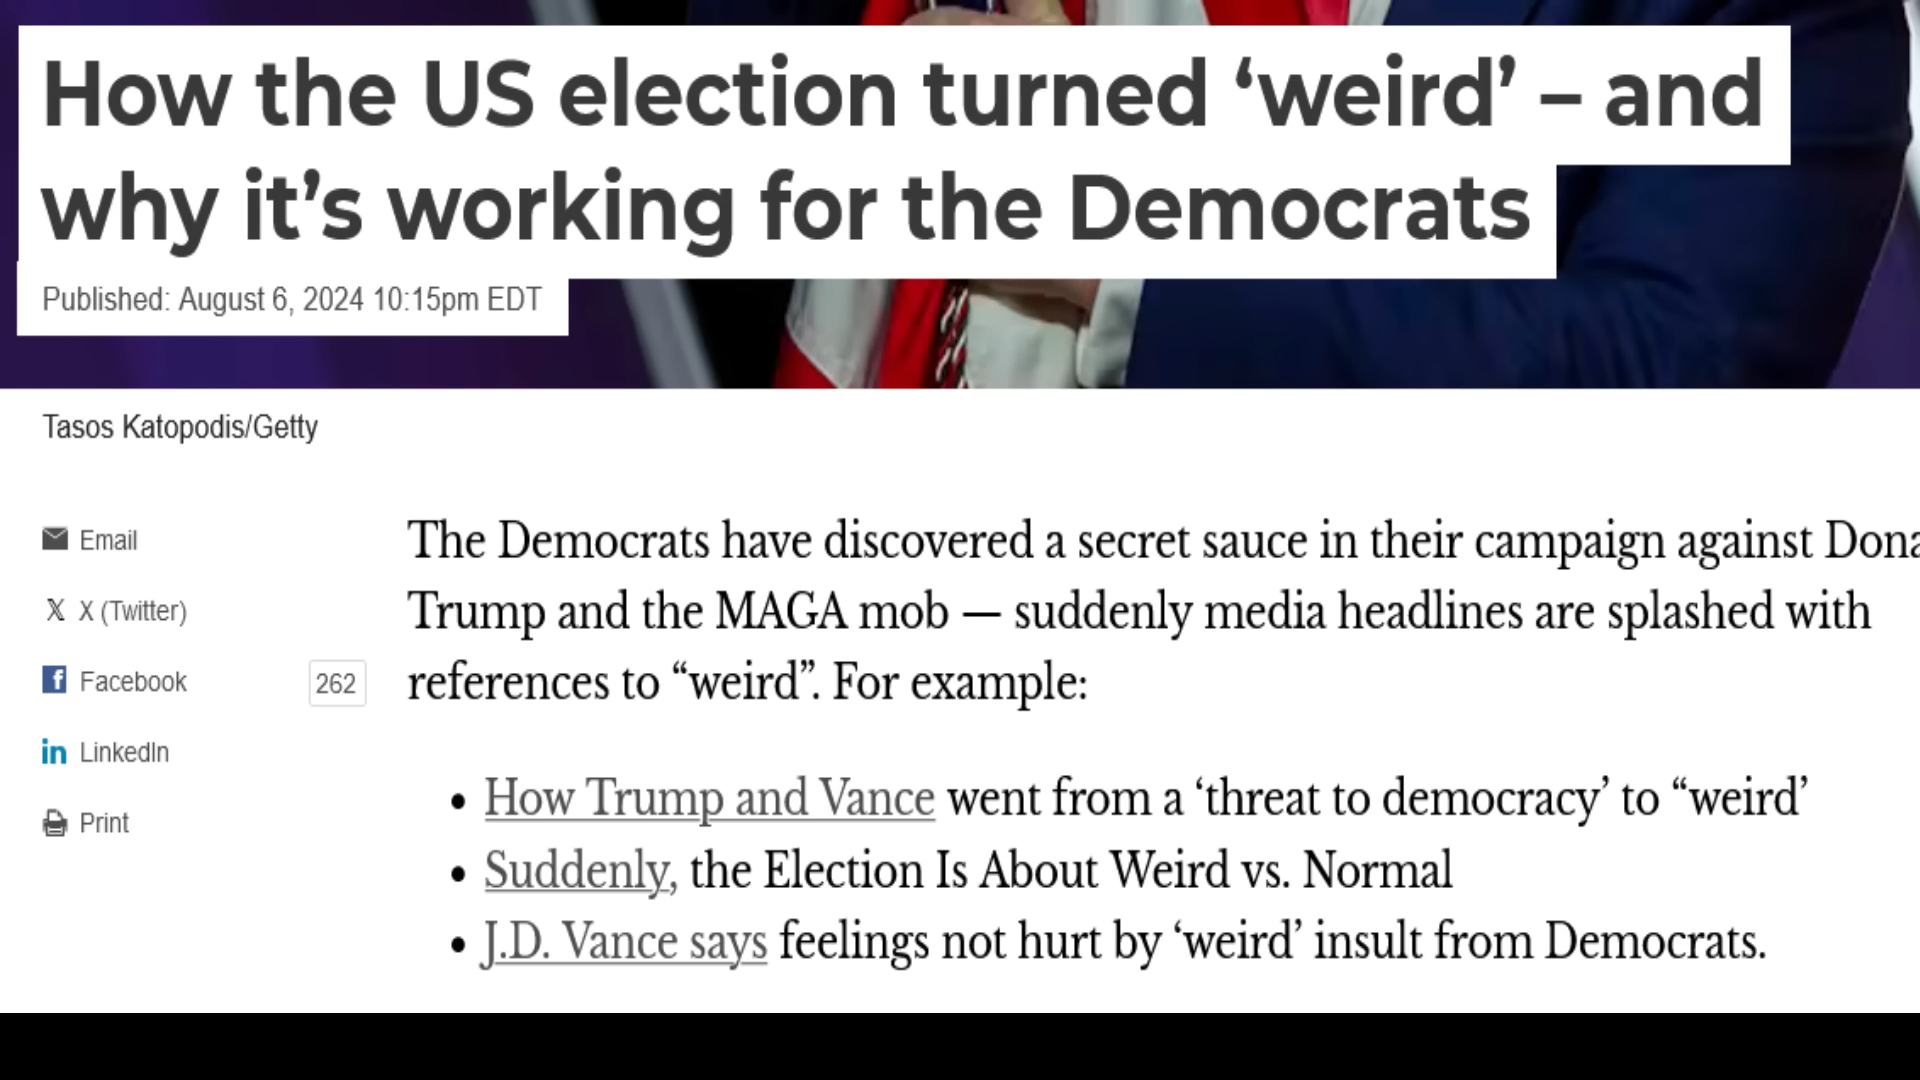 How the US election turned ‘weird’ – and
why it’s working for the Democrats
Published: August 6, 2024 10:15pm EDT
Tasos Katopodis/Getty
Email
X (Twitter)
Facebook
262
LinkedIn
Print
The Democrats have discovered a secret sauce in their campaign against
Trump and the MAGA mob — suddenly media headlines are splashed with
references to “weird”. For example:
• How Trump and Vance went from a ‘threat to democracy’ to “weird’
• Suddenly, the Election Is About Weird vs. Normal
• J.D. Vance says feelings not hurt by ‘weird’ insult from Democrats.